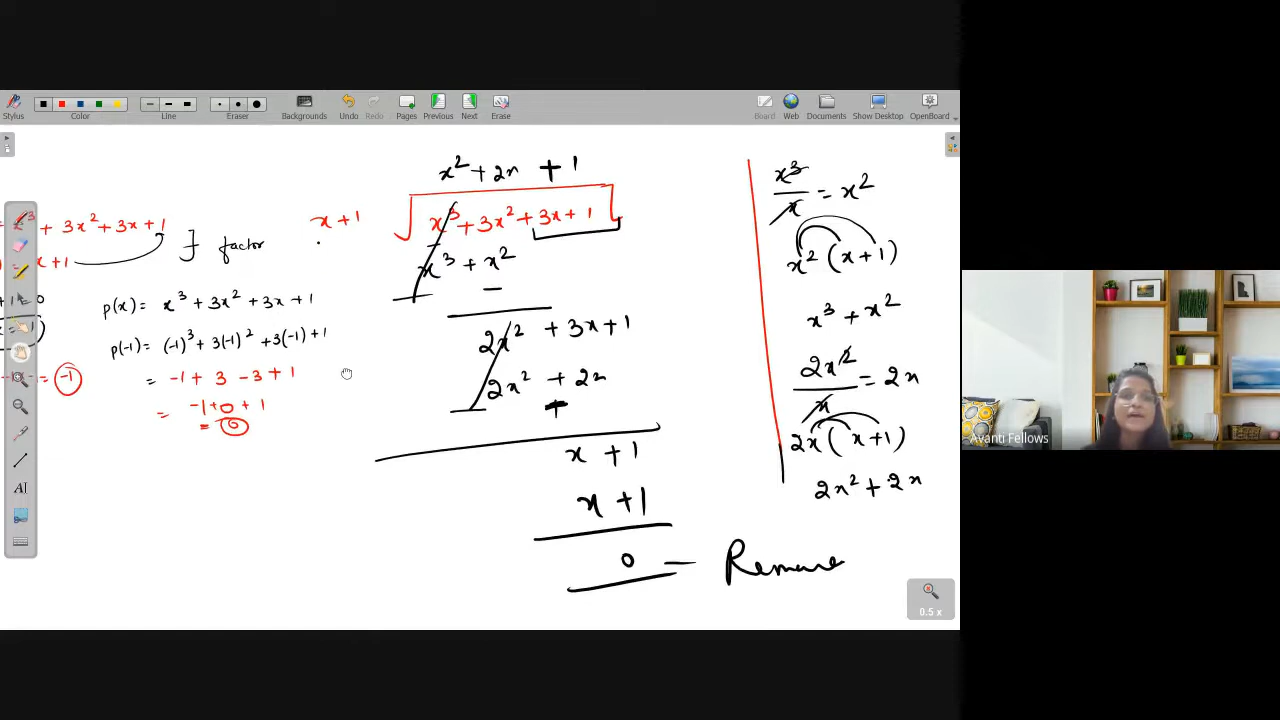 Stylus Color Line Eraser Backgrounds Undo Redo Pages Previous Next Erase Board Web Documents Show Desktop OpenBoard
x² + 2x + 1
x + 1
x³ + 3x² + 3x + 1
x³ + x²
−
2x² + 3x + 1
2x² + 2x
x + 1
x + 1
0 —
= x³ + 3x² + 3x + 1
x + 1
} factor
p(x) = x³ + 3x² + 3x + 1
p(-1) = (-1)³ + 3(-1)² + 3(-1) + 1
= -1 + 3 - 3 + 1
= -1 + 0 + 1
= 0
= -1
x³/x = x²
x² (x + 1)
x³ + x²
2x²/x = 2x
2x (x + 1)
2x² + 2x
Avanti Fellows
0.5 x